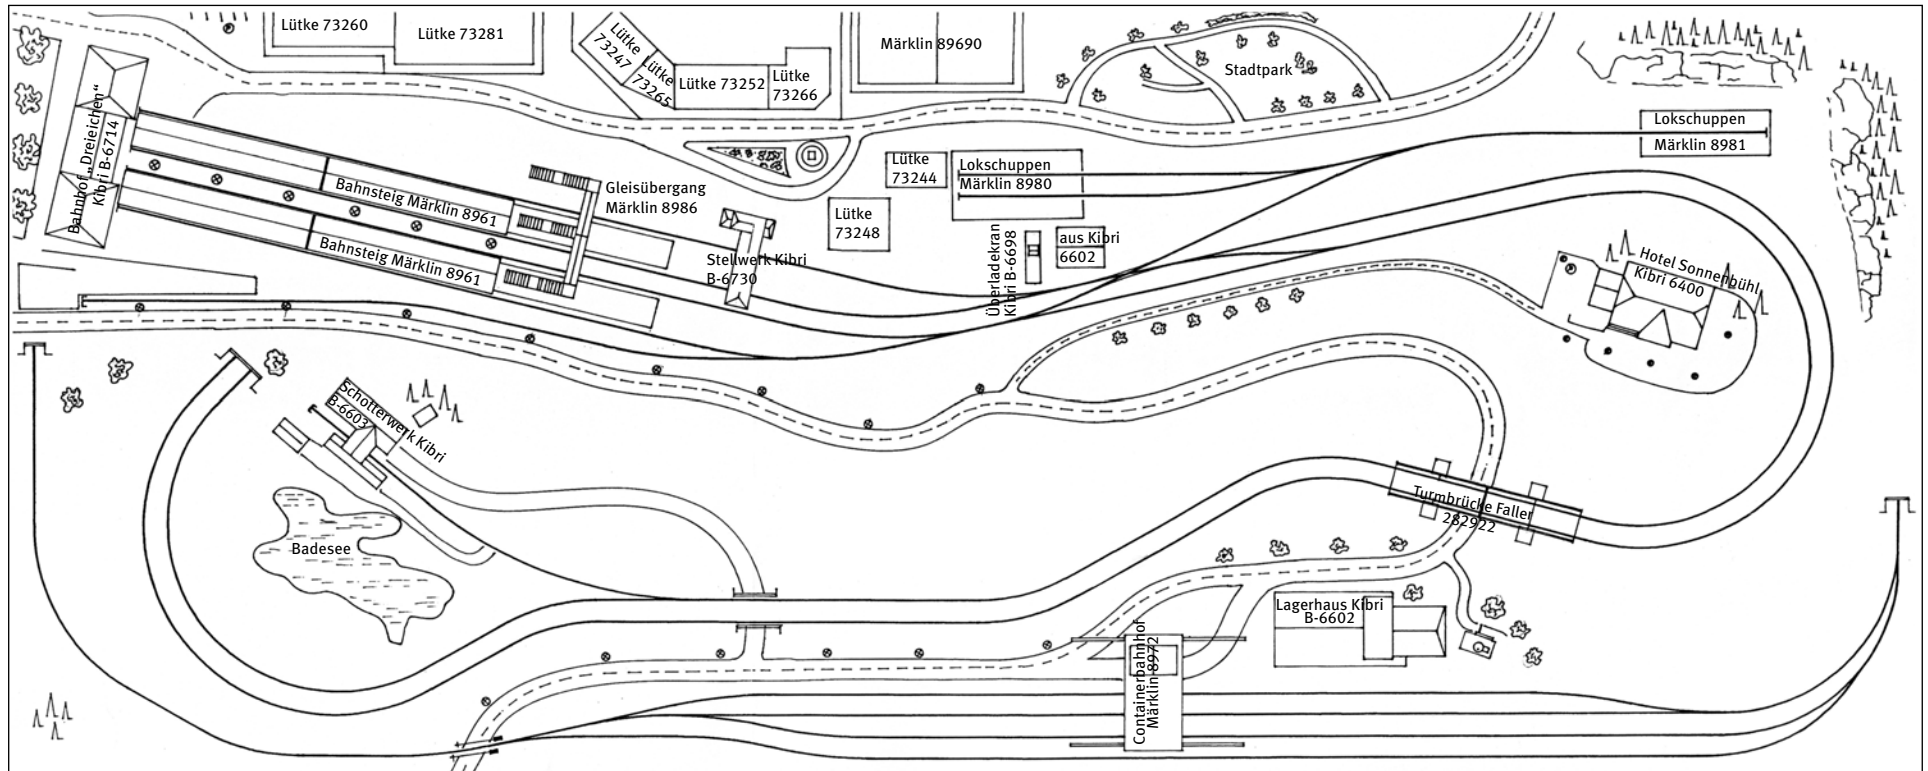 Lütke 73260
Lütke 73281
Lütke
73247
Lütke
73265
Lütke 73252
Lütke
73266
Märklin 89690
Stadtpark
Lokschuppen
Märklin 8981
Bahnhof „Dreieichen“
Kibri B-6714
Bahnsteig Märklin 8961
Bahnsteig Märklin 8961
Gleisübergang
Märklin 8986
Stellwerk Kibri
B-6730
Lütke
73244
Lokschuppen
Märklin 8980
Lütke
73248
Überladekran
Kibri B-6698
aus Kibri
6602
Hotel Sonnenbühl
Kibri 6400
Schotterwerk Kibri
B-6603
Badesee
Turmbrücke Faller
282922
Lagerhaus Kibri
B-6602
Containerbahnhof
Märklin 8972